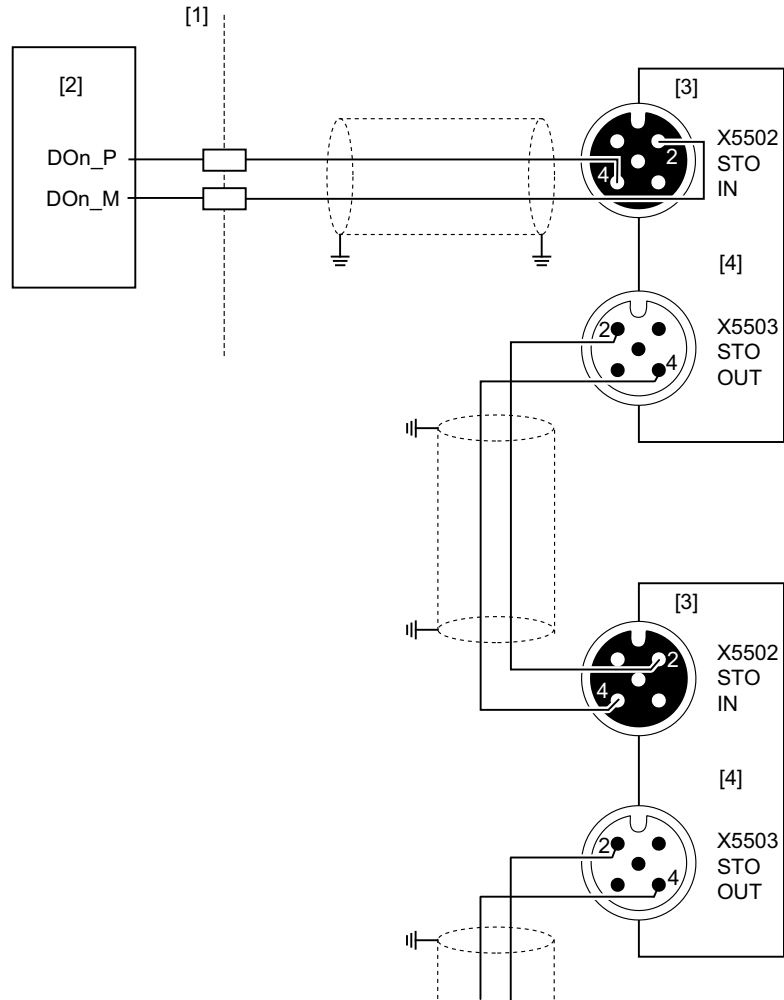 [1]
[2]
DOn_P
DOn_M
[3]
X5502
STO
IN
2
4
[4]
X5503
STO
OUT
2
4
[3]
X5502
STO
IN
2
4
[4]
X5503
STO
OUT
2
4